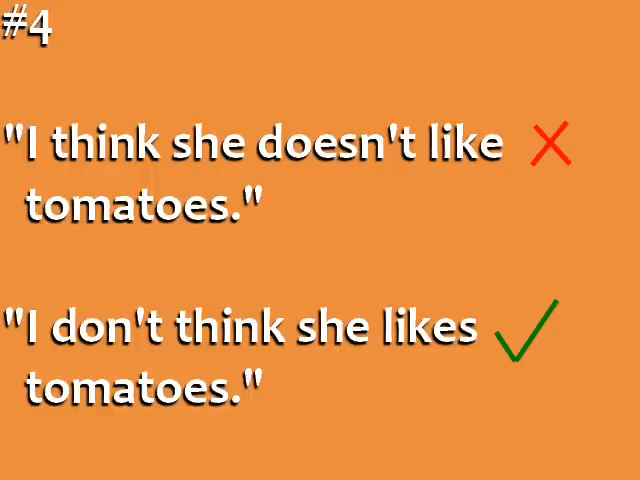 #4
"I think she doesn't like
tomatoes."
"I don't think she likes
tomatoes."